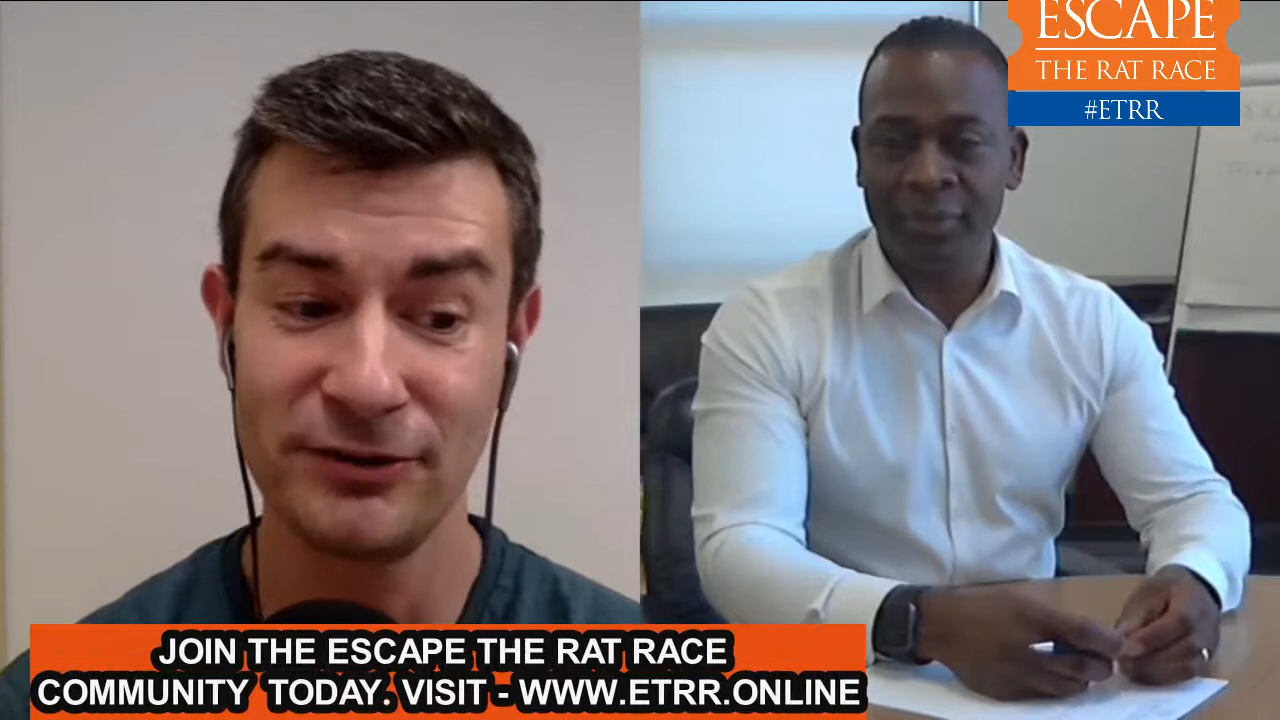 ESCAPE
THE RAT RACE
#ETRR
JOIN THE ESCAPE THE RAT RACE
COMMUNITY TODAY. VISIT - WWW.ETRR.ONLINE